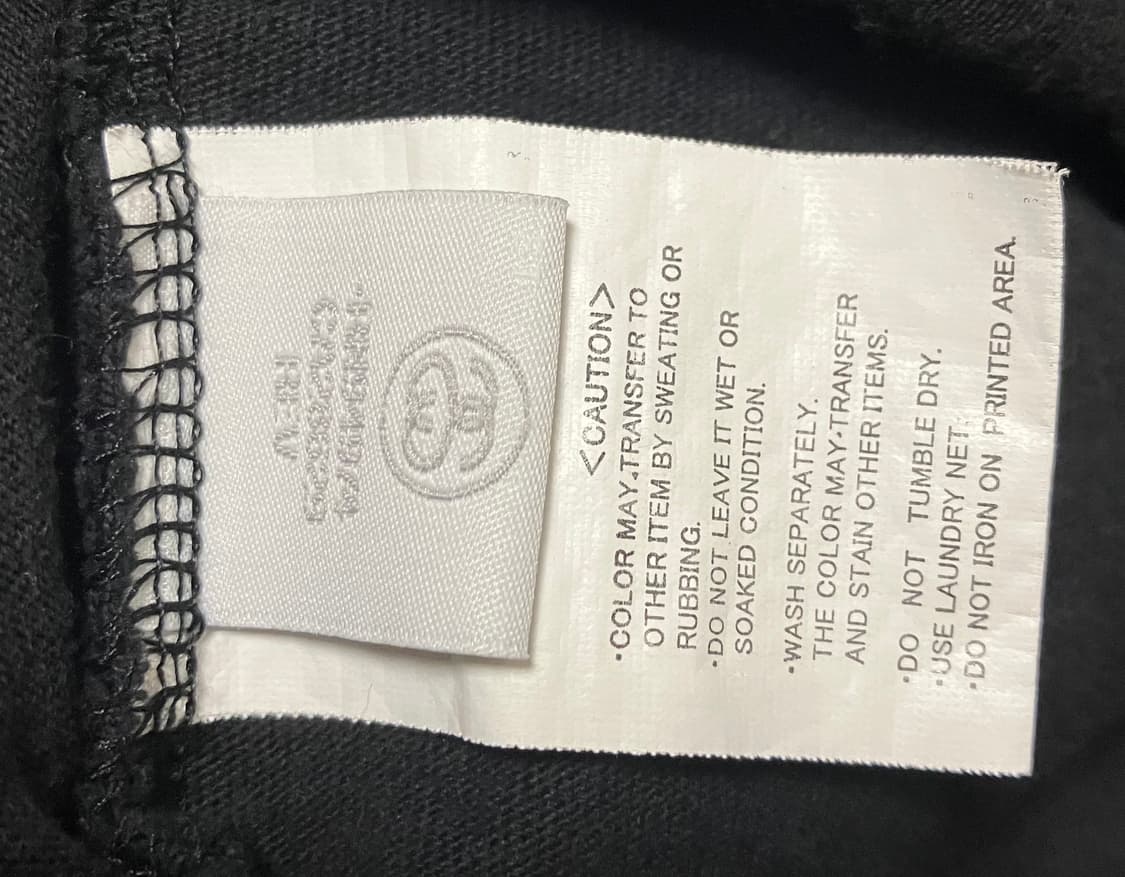 <CAUTION>
•COLOR MAY TRANSFER TO
OTHER ITEM BY SWEATING OR
RUBBING.
•DO NOT LEAVE IT WET OR
SOAKED CONDITION.
•WASH SEPARATELY.
THE COLOR MAY TRANSFER
AND STAIN OTHER ITEMS.
•DO NOT TUMBLE DRY.
•USE LAUNDRY NET.
•DO NOT IRON ON PRINTED AREA.